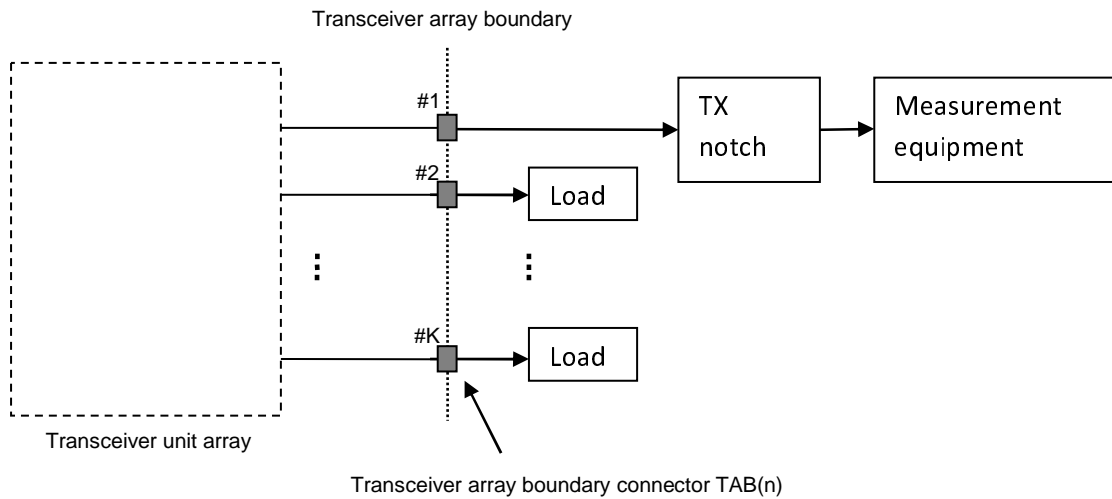 Transceiver array boundary
#1
TX
notch
Measurement
equipment
#2
Load
#K
Load
Transceiver unit array
Transceiver array boundary connector TAB(n)